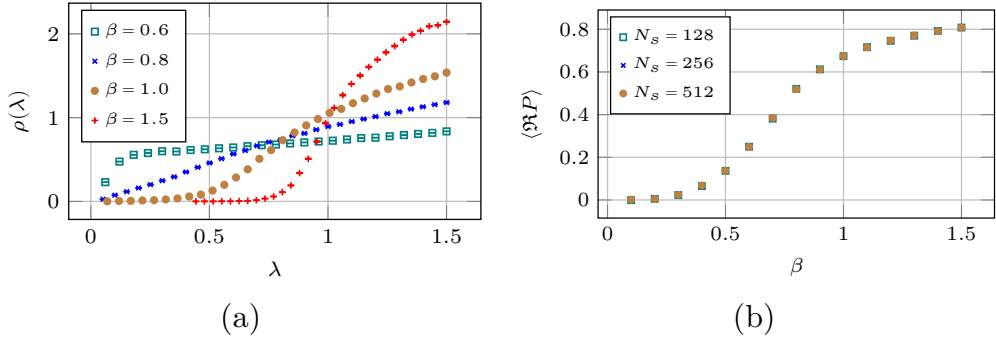 2
1
0
ρ(λ)
β = 0.6
β = 0.8
β = 1.0
β = 1.5
0 0.5 1 1.5
λ
(a)
0.8
0.6
0.4
0.2
0
⟨ℜP⟩
N_s = 128
N_s = 256
N_s = 512
0 0.5 1 1.5
β
(b)